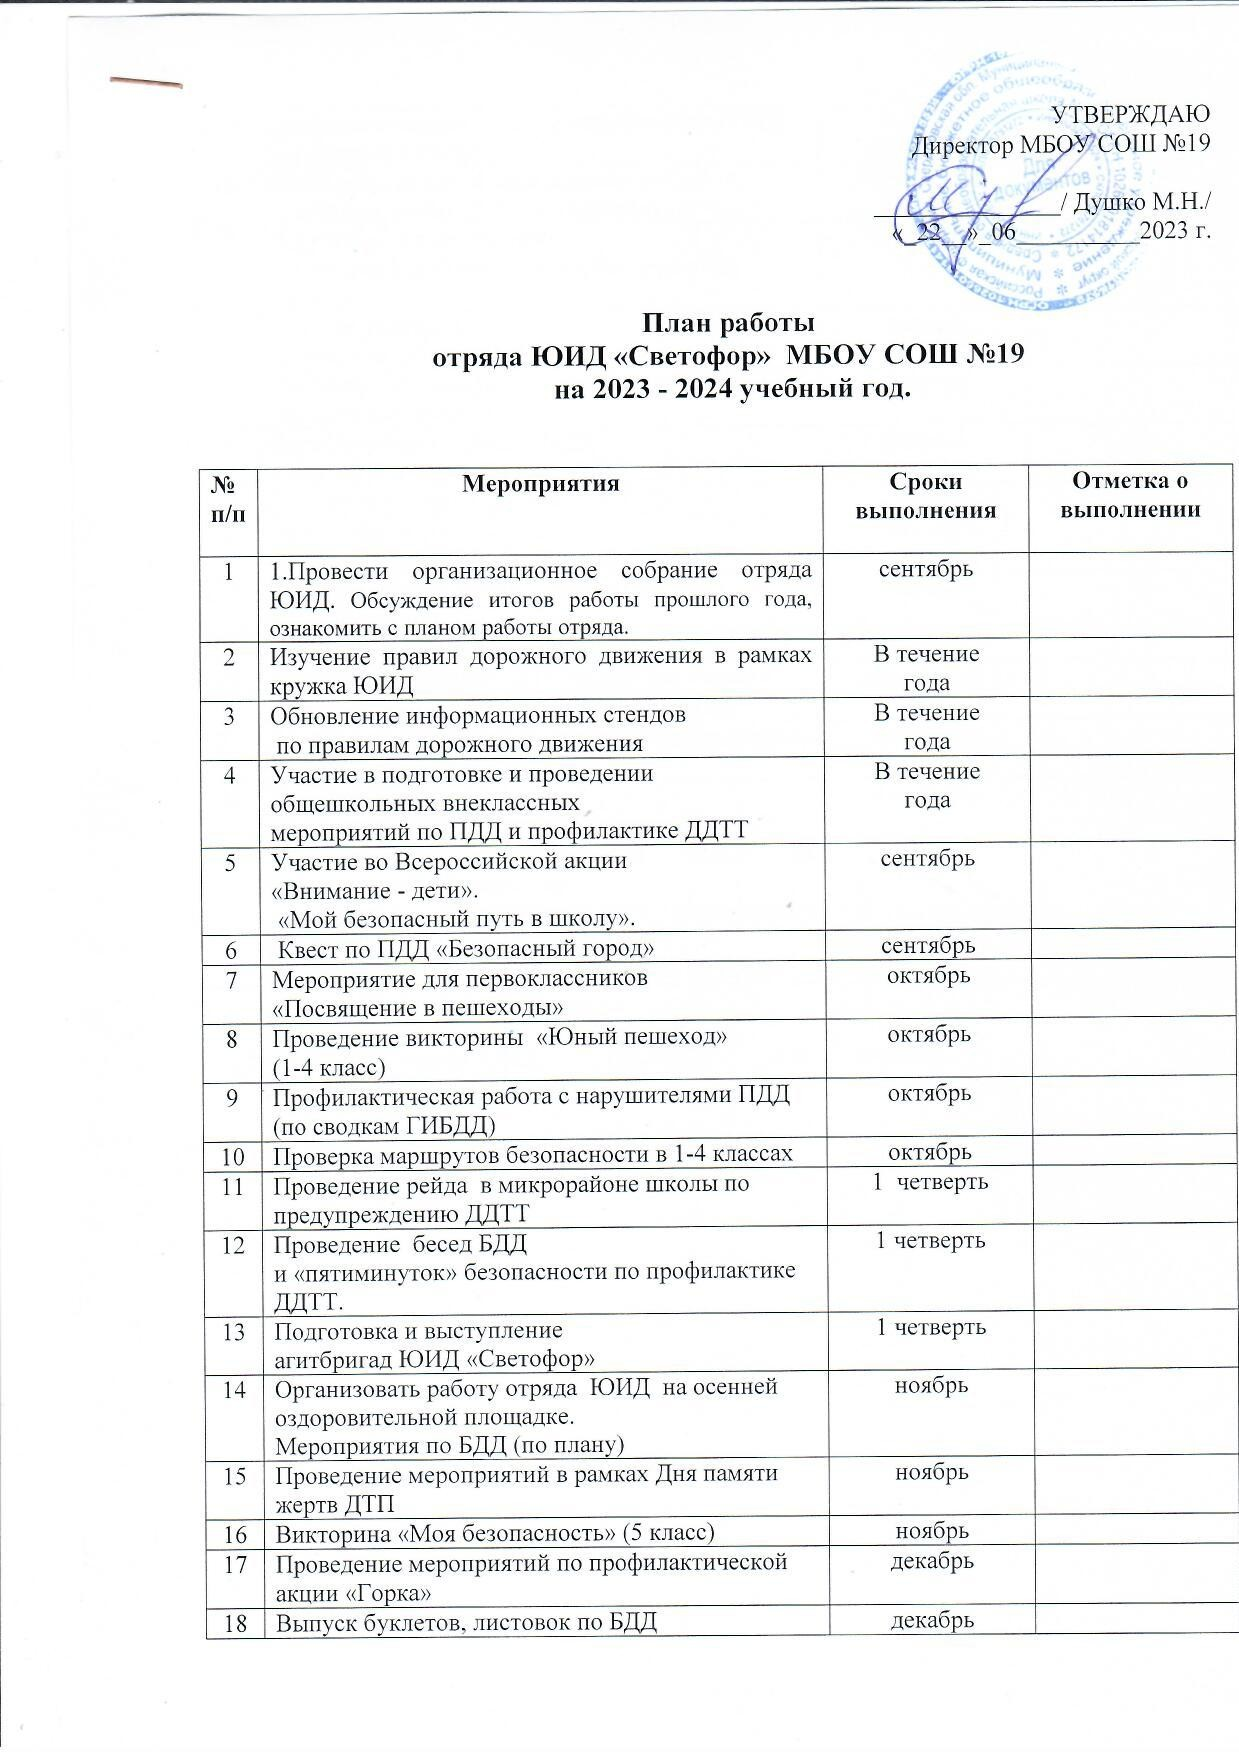 УТВЕРЖДАЮ
Директор МБОУ СОШ №19
_______________/ Душко М.Н./
«_22__»_06__________2023 г.
Для
документов
План работы
отряда ЮИД «Светофор» МБОУ СОШ №19
на 2023 - 2024 учебный год.
№ п/п Мероприятия Сроки выполнения Отметка о выполнении
1 1.Провести организационное собрание отряда сентябрь
ЮИД. Обсуждение итогов работы прошлого года,
ознакомить с планом работы отряда.
2 Изучение правил дорожного движения в рамках В течение
кружка ЮИД года
3 Обновление информационных стендов В течение
по правилам дорожного движения года
4 Участие в подготовке и проведении В течение
общешкольных внеклассных года
мероприятий по ПДД и профилактике ДДТТ
5 Участие во Всероссийской акции сентябрь
«Внимание - дети».
«Мой безопасный путь в школу».
6 Квест по ПДД «Безопасный город» сентябрь
7 Мероприятие для первоклассников октябрь
«Посвящение в пешеходы»
8 Проведение викторины «Юный пешеход» октябрь
(1-4 класс)
9 Профилактическая работа с нарушителями ПДД октябрь
(по сводкам ГИБДД)
10 Проверка маршрутов безопасности в 1-4 классах октябрь
11 Проведение рейда в микрорайоне школы по 1 четверть
предупреждению ДДТТ
12 Проведение бесед БДД 1 четверть
и «пятиминуток» безопасности по профилактике
ДДТТ.
13 Подготовка и выступление 1 четверть
агитбригад ЮИД «Светофор»
14 Организовать работу отряда ЮИД на осенней ноябрь
оздоровительной площадке.
Мероприятия по БДД (по плану)
15 Проведение мероприятий в рамках Дня памяти ноябрь
жертв ДТП
16 Викторина «Моя безопасность» (5 класс) ноябрь
17 Проведение мероприятий по профилактической декабрь
акции «Горка»
18 Выпуск буклетов, листовок по БДД декабрь